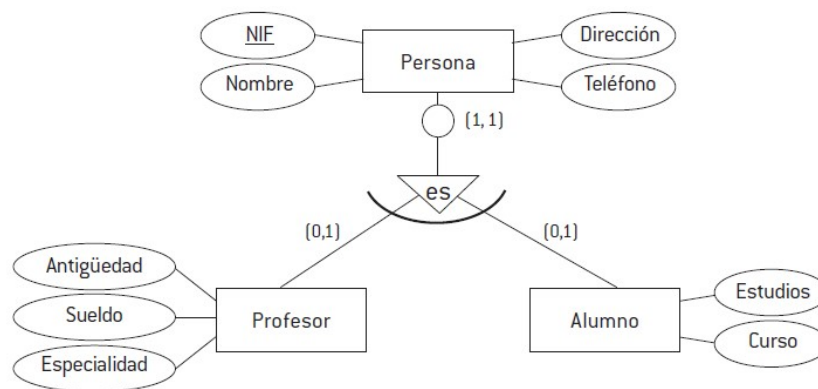 NIF
Dirección
Persona
Nombre
Teléfono
(1, 1)
es
(0,1)
(0,1)
Antigüedad
Estudios
Sueldo
Profesor
Alumno
Curso
Especialidad